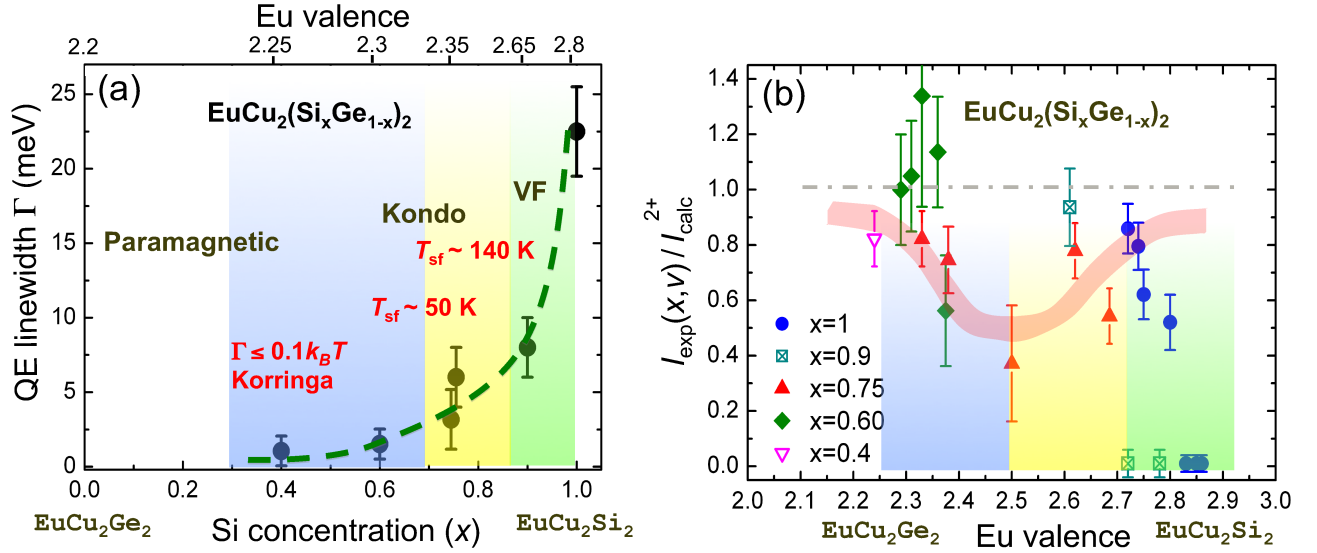 Eu valence
2.2 2.25 2.3 2.35 2.65 2.8
(a)
EuCu2(SixGe1-x)2
QE linewidth Γ (meV)
25
20
15
10
5
0
VF
Kondo
Paramagnetic
Tsf ~ 140 K
Tsf ~ 50 K
Γ ≤ 0.1kBT
Korringa
0.0 0.2 0.4 0.6 0.8 1.0
EuCu2Ge2 EuCu2Si2
Si concentration (x)
(b)
EuCu2(SixGe1-x)2
Iexp(x,v) / Icalc2+
1.4
1.2
1.0
0.8
0.6
0.4
0.2
0.0
x=1
x=0.9
x=0.75
x=0.60
x=0.4
2.0 2.1 2.2 2.3 2.4 2.5 2.6 2.7 2.8 2.9 3.0
EuCu2Ge2 EuCu2Si2
Eu valence